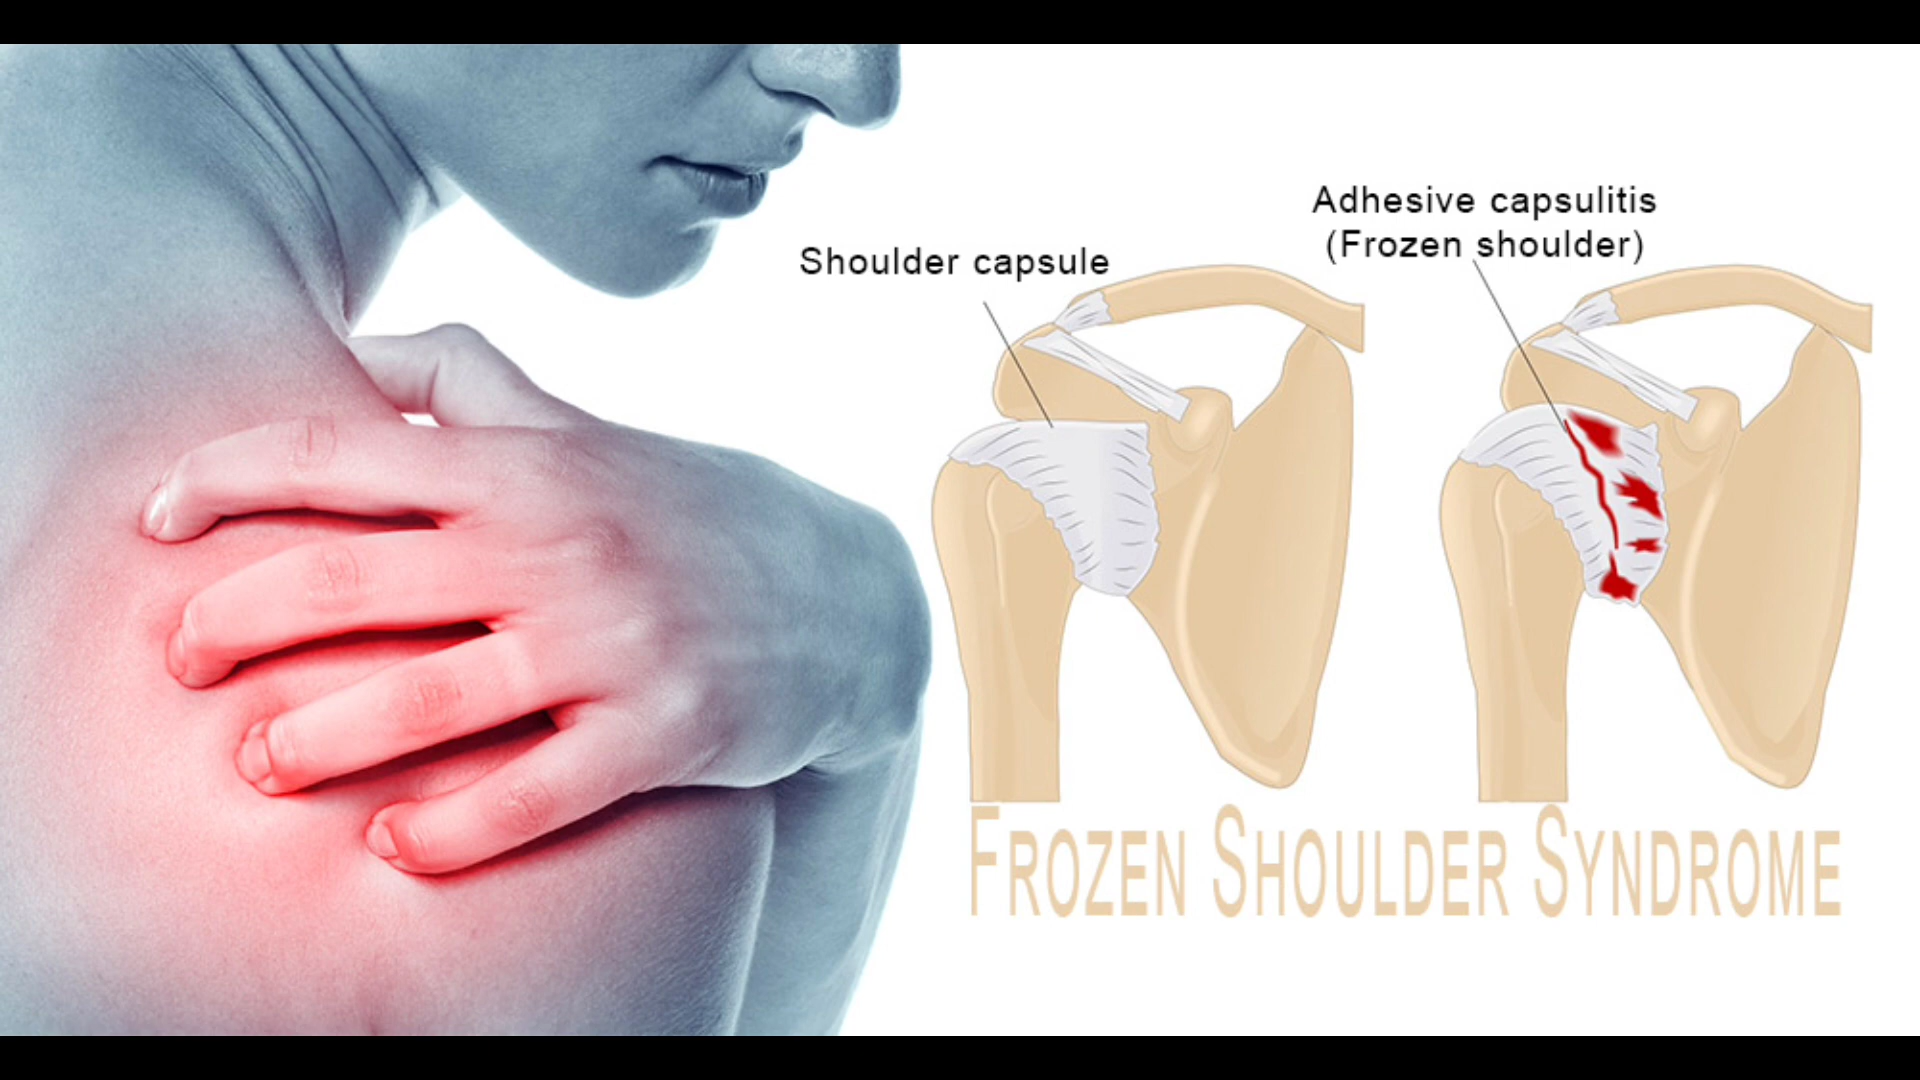 Shoulder capsule
Adhesive capsulitis
(Frozen shoulder)
FROZEN SHOULDER SYNDROME